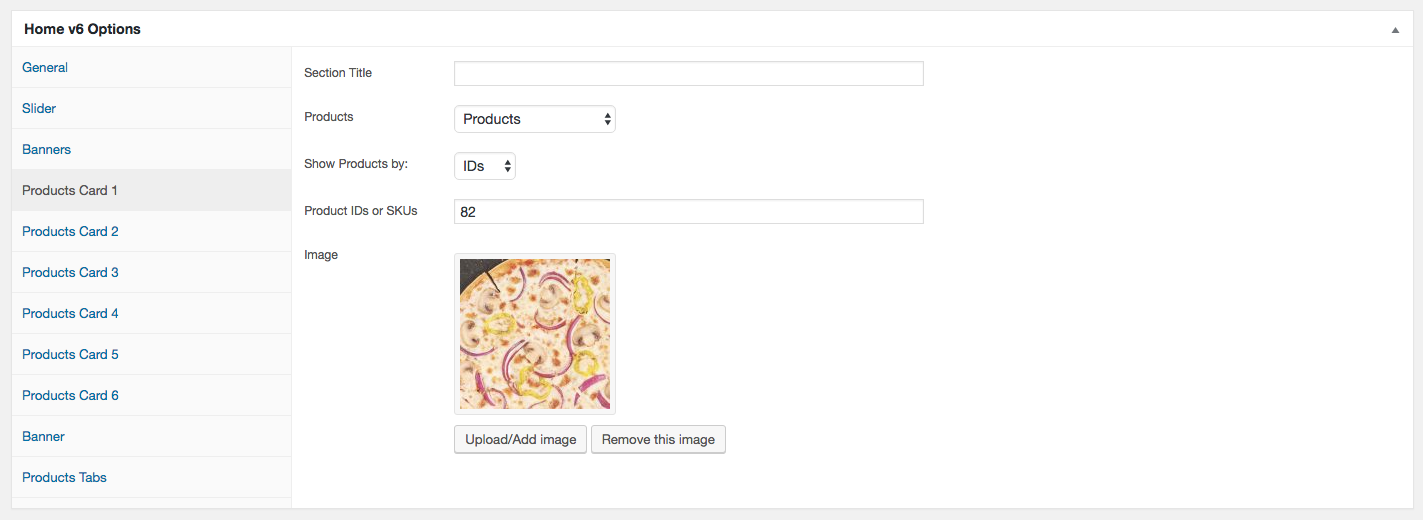 Home v6 Options
General
Slider
Banners
Products Card 1
Products Card 2
Products Card 3
Products Card 4
Products Card 5
Products Card 6
Banner
Products Tabs
Section Title
Products Products
Show Products by: IDs
Product IDs or SKUs 82
Image
Upload/Add image Remove this image